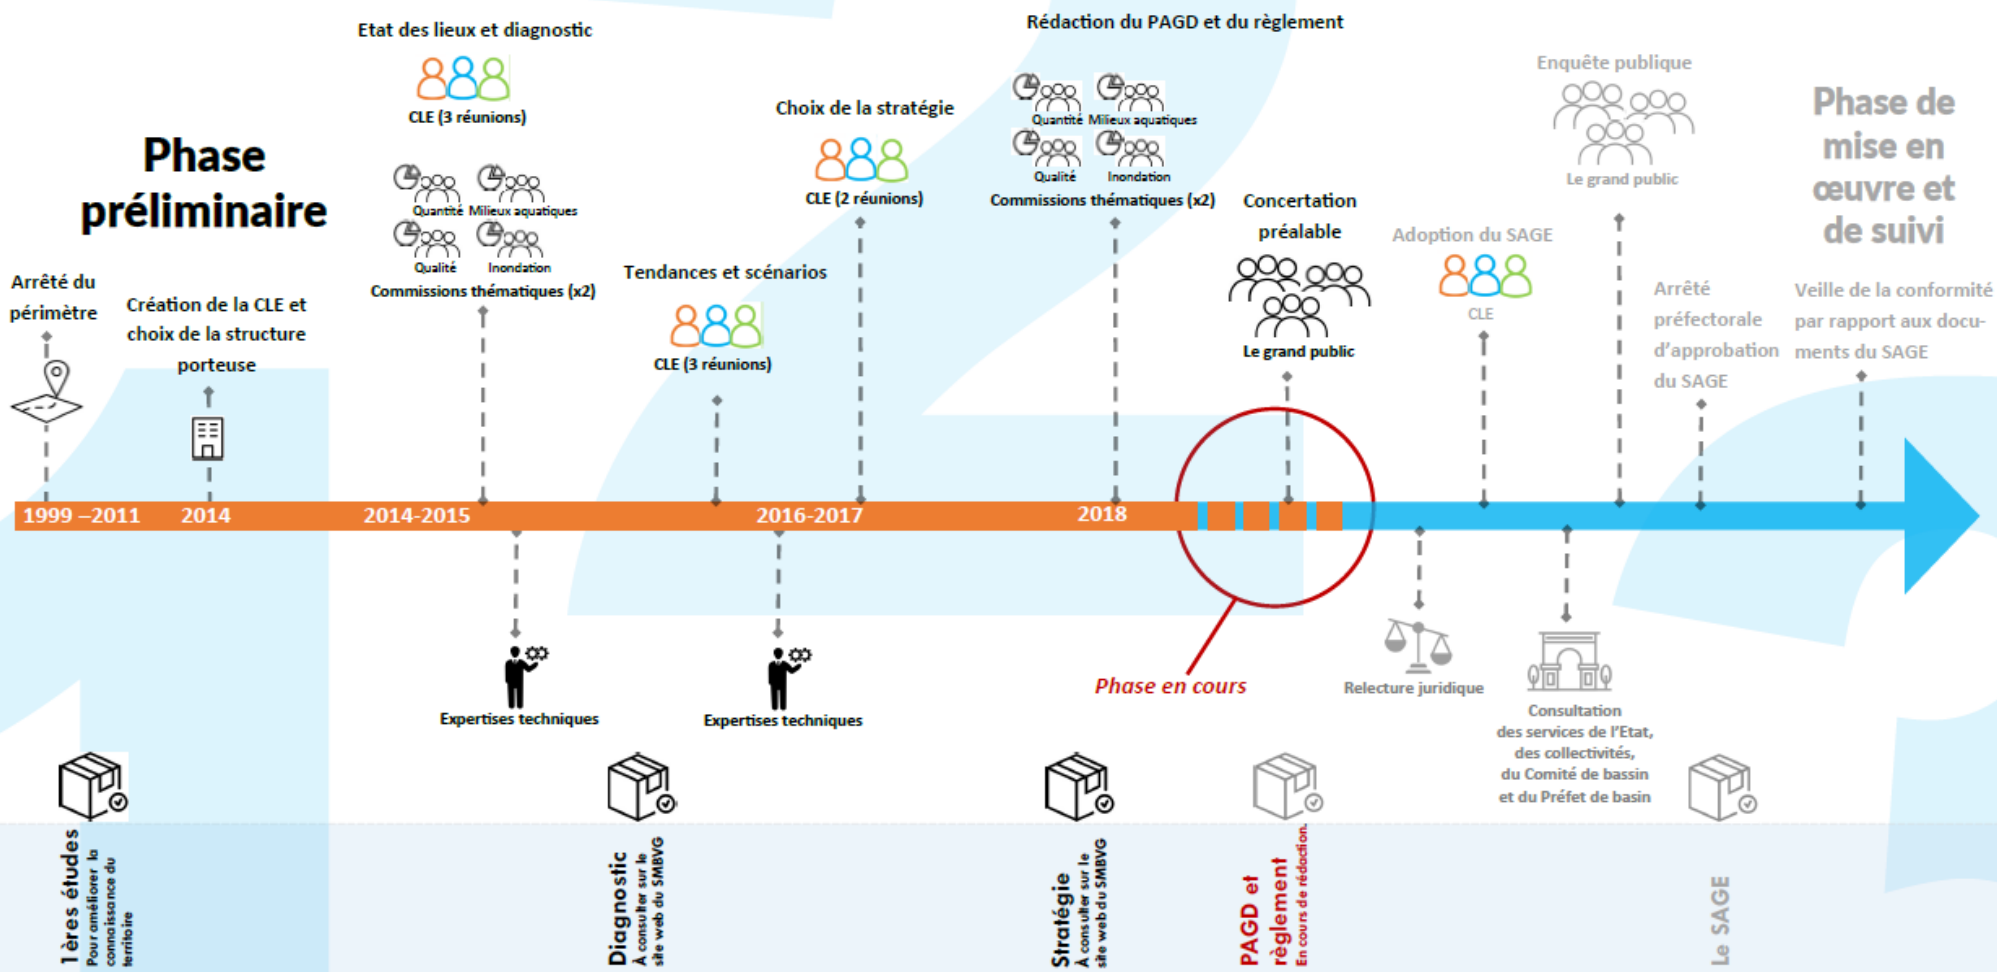 Phase
préliminaire
Arrêté du
périmètre
Création de la CLE et
choix de la structure
porteuse
Etat des lieux et diagnostic
CLE (3 réunions)
Quantité
Milieux aquatiques
Qualité
Inondation
Commissions thématiques (x2)
Tendances et scénarios
CLE (3 réunions)
Choix de la stratégie
CLE (2 réunions)
Rédaction du PAGD et du règlement
Quantité
Milieux aquatiques
Qualité
Inondation
Commissions thématiques (x2)
Concertation
préalable
Le grand public
Adoption du SAGE
CLE
Enquête publique
Le grand public
Arrêté
préfectorale
d'approbation
du SAGE
Phase de
mise en
œuvre et
de suivi
Veille de la conformité
par rapport aux docu-
ments du SAGE
1999 –2011
2014
2014-2015
2016-2017
2018
Expertises techniques
Expertises techniques
Phase en cours
Relecture juridique
Consultation
des services de l'Etat,
des collectivités,
du Comité de bassin
et du Préfet de basin
1ères études
Pour améliorer la
connaissance du
territoire
Diagnostic
À consulter sur le
site web du SMBVG
Stratégie
À consulter sur le
site web du SMBVG
PAGD et
règlement
En cours de rédaction.
Le SAGE